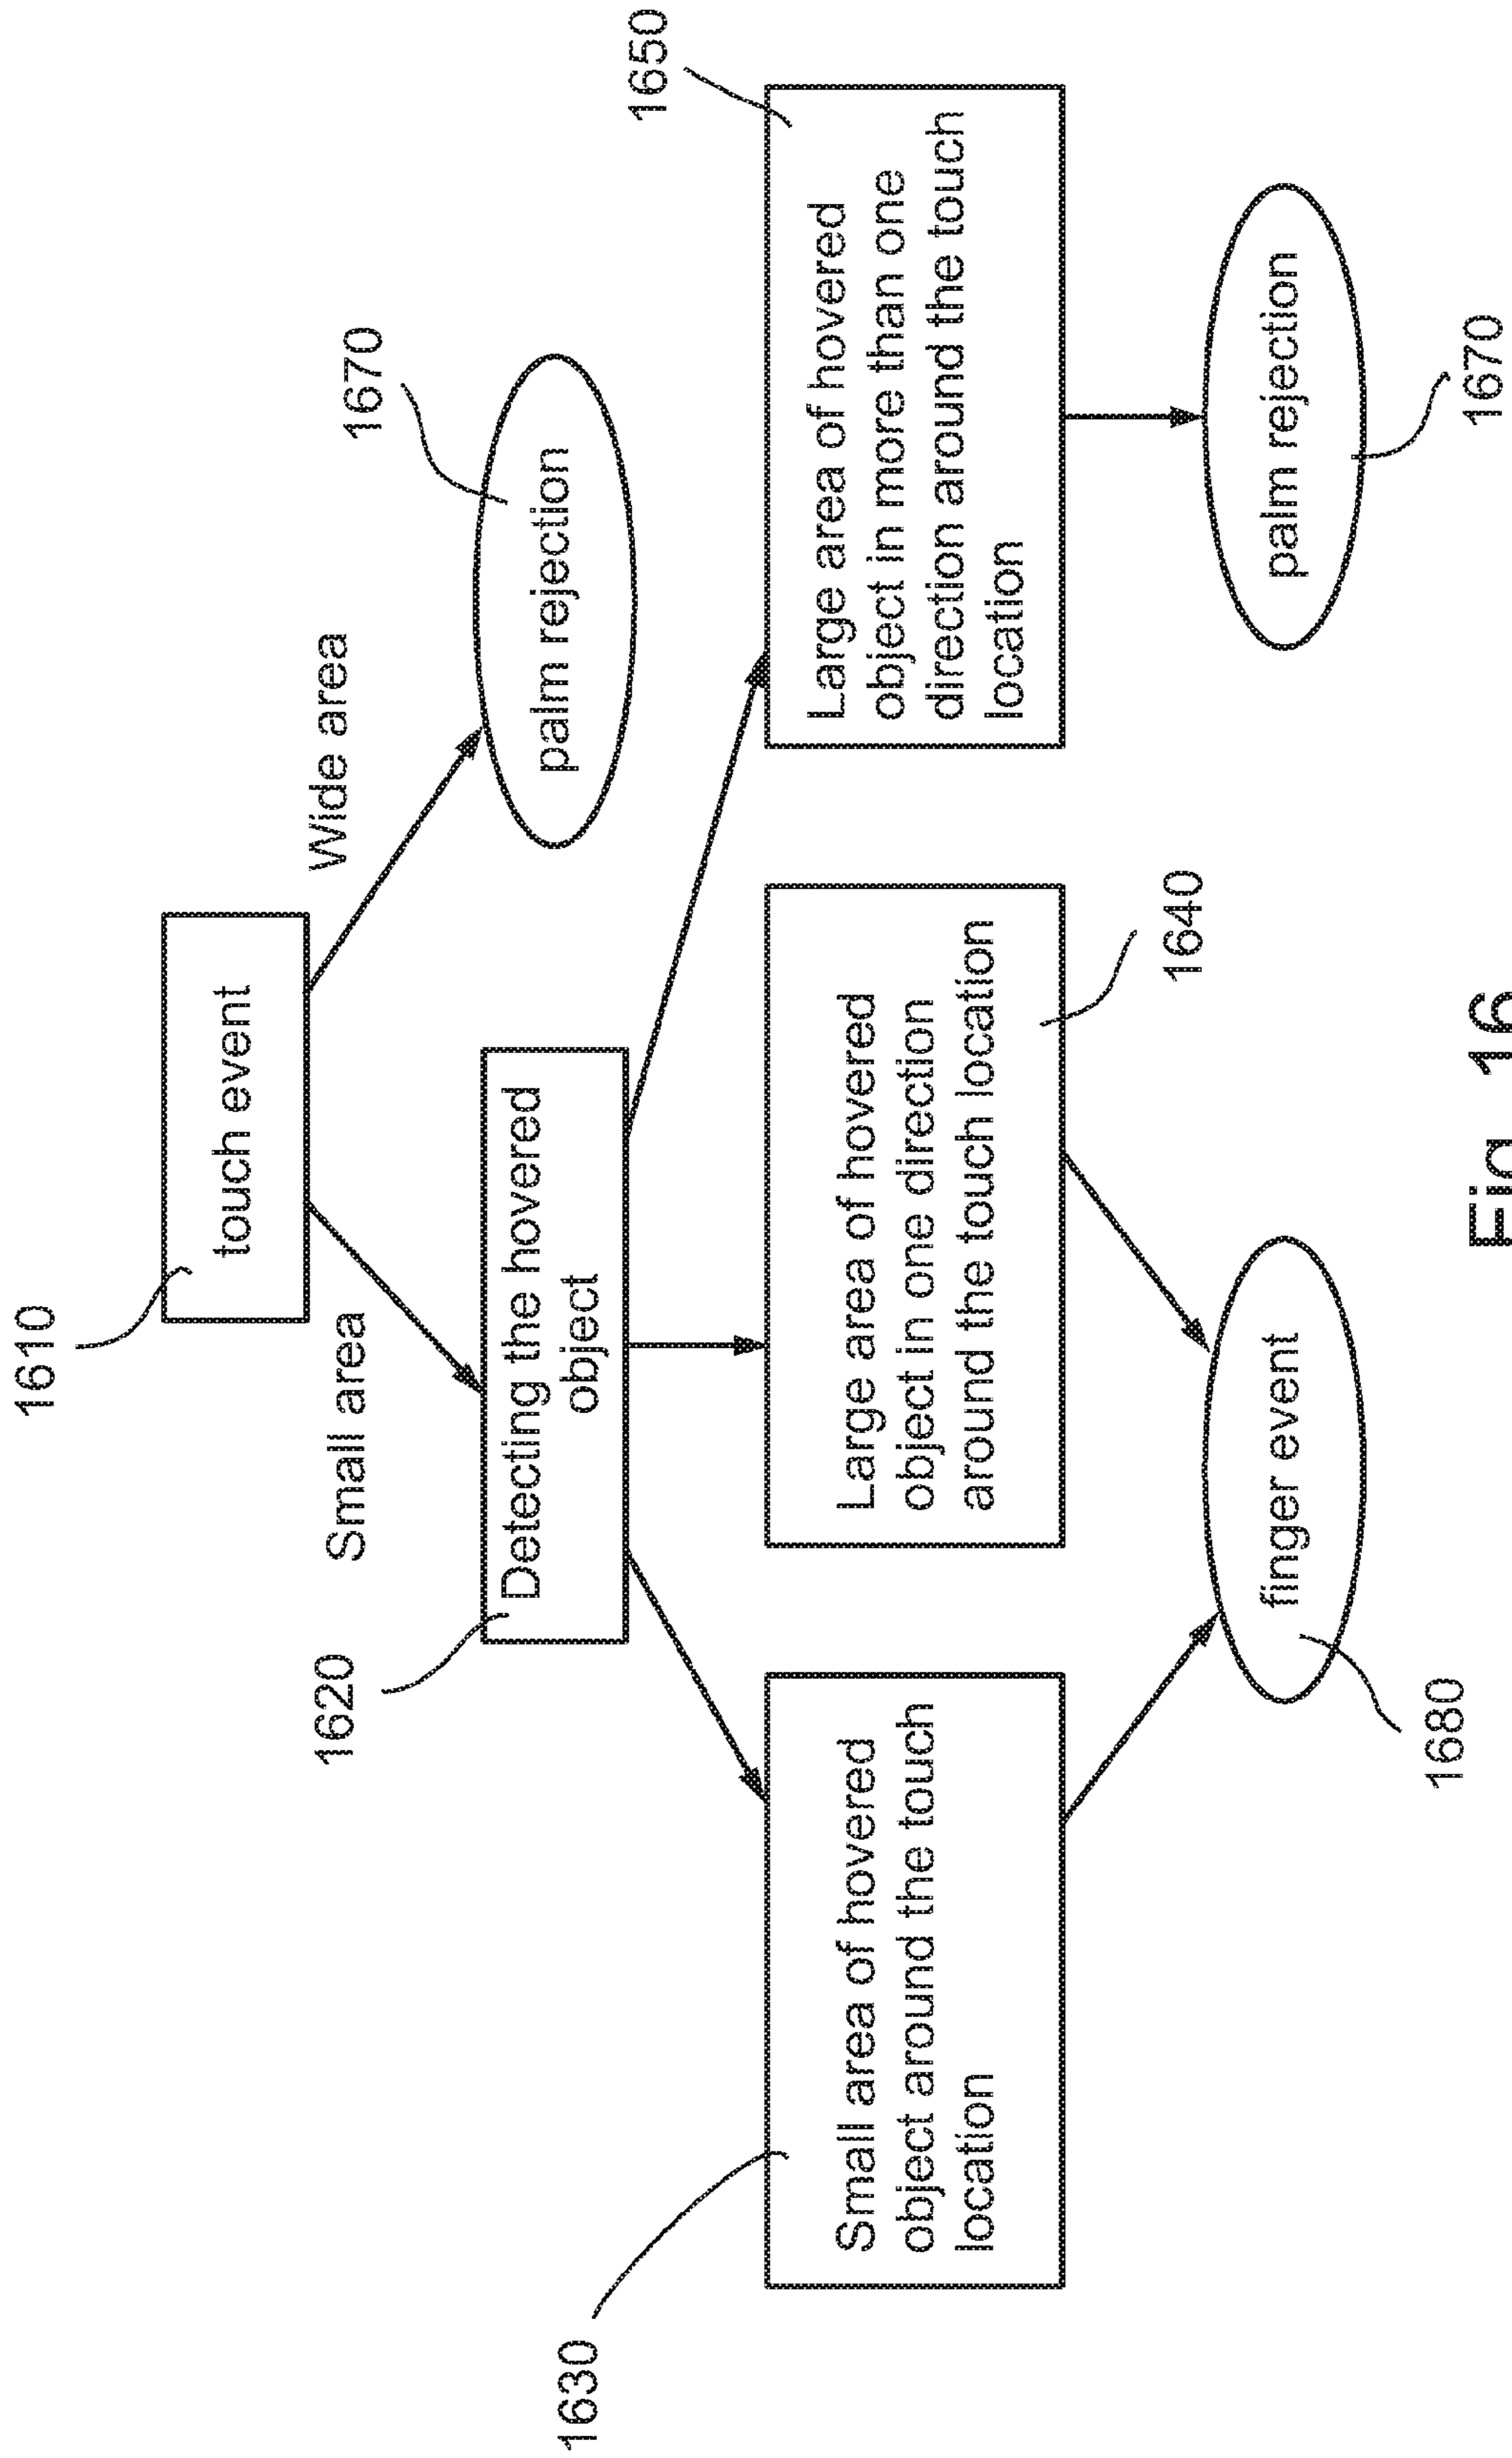 1610
touch event
Small area
Wide area
1620
Detecting the hovered
object
1670
palm rejection
1630
Small area of hovered
object around the touch
location
Large area of hovered
object in one direction
around the touch location
1640
1650
Large area of hovered
object in more than one
direction around the touch
location
1680
finger event
palm rejection
1670
Fig. 16